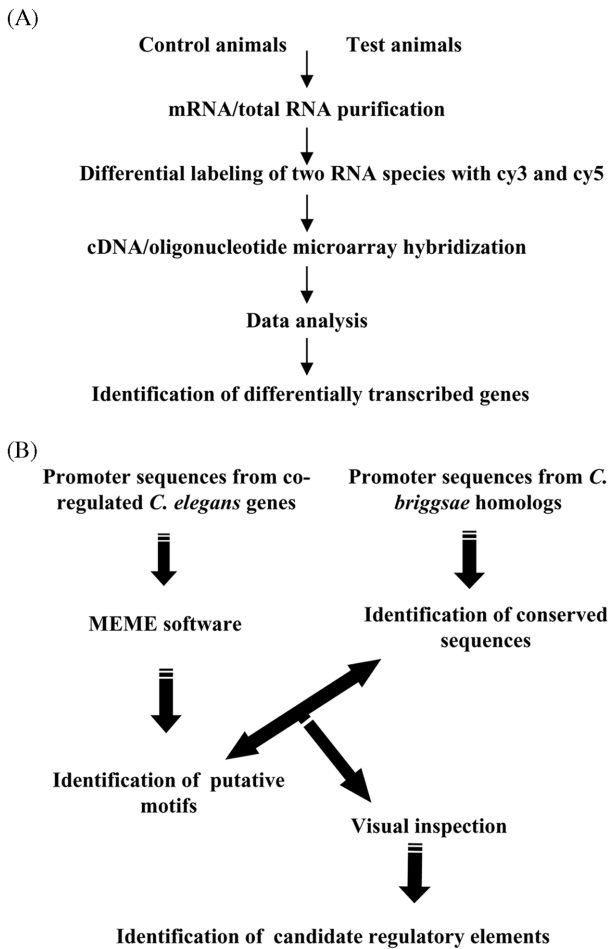 (A)
Control animals Test animals
mRNA/total RNA purification
Differential labeling of two RNA species with cy3 and cy5
cDNA/oligonucleotide microarray hybridization
Data analysis
Identification of differentially transcribed genes
(B)
Promoter sequences from co-
regulated C. elegans genes
Promoter sequences from C.
briggsae homologs
MEME software
Identification of conserved
sequences
Identification of putative
motifs
Visual inspection
Identification of candidate regulatory elements